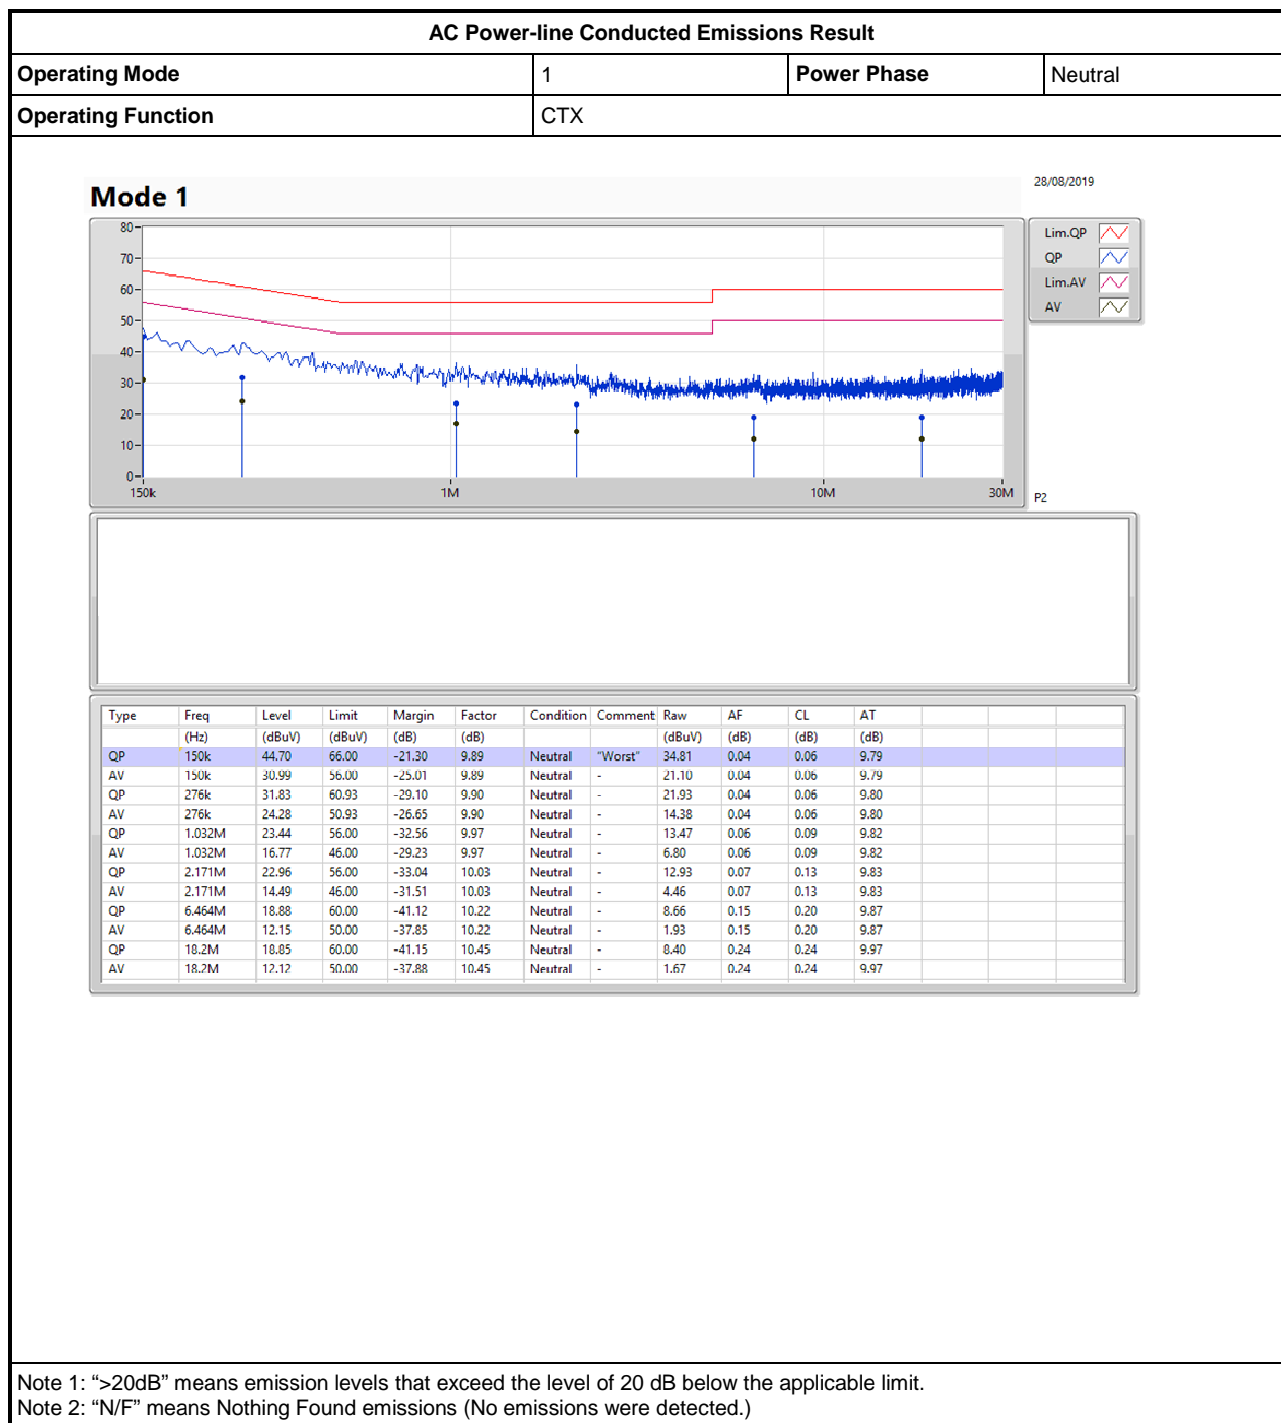 AC Power-line Conducted Emissions Result
Operating Mode 1 Power Phase Neutral
Operating Function CTX
28/08/2019
Mode 1
Lim.QP
QP
Lim.AV
AV
80
70
60
50
40
30
20
10
0
150k 1M 10M 30M
P2
Type Freq Level Limit Margin Factor Condition Comment Raw AF CL AT
(Hz) (dBuV) (dBuV) (dB) (dB) (dBuV) (dB) (dB) (dB)
QP 150k 44.70 66.00 -21.30 9.89 Neutral "Worst" 34.81 0.04 0.06 9.79
AV 150k 30.99 56.00 -25.01 9.89 Neutral - 21.10 0.04 0.06 9.79
QP 276k 31.83 60.93 -29.10 9.90 Neutral - 21.93 0.04 0.06 9.80
AV 276k 24.28 50.93 -26.65 9.90 Neutral - 14.38 0.04 0.06 9.80
QP 1.032M 23.44 56.00 -32.56 9.97 Neutral - 13.47 0.06 0.09 9.82
AV 1.032M 16.77 46.00 -29.23 9.97 Neutral - 6.80 0.06 0.09 9.82
QP 2.171M 22.96 56.00 -33.04 10.03 Neutral - 12.93 0.07 0.13 9.83
AV 2.171M 14.49 46.00 -31.51 10.03 Neutral - 4.46 0.07 0.13 9.83
QP 6.464M 18.88 60.00 -41.12 10.22 Neutral - 8.66 0.15 0.20 9.87
AV 6.464M 12.15 50.00 -37.85 10.22 Neutral - 1.93 0.15 0.20 9.87
QP 18.2M 18.85 60.00 -41.15 10.45 Neutral - 8.40 0.24 0.24 9.97
AV 18.2M 12.12 50.00 -37.88 10.45 Neutral - 1.67 0.24 0.24 9.97
Note 1: “>20dB” means emission levels that exceed the level of 20 dB below the applicable limit.
Note 2: “N/F” means Nothing Found emissions (No emissions were detected.)